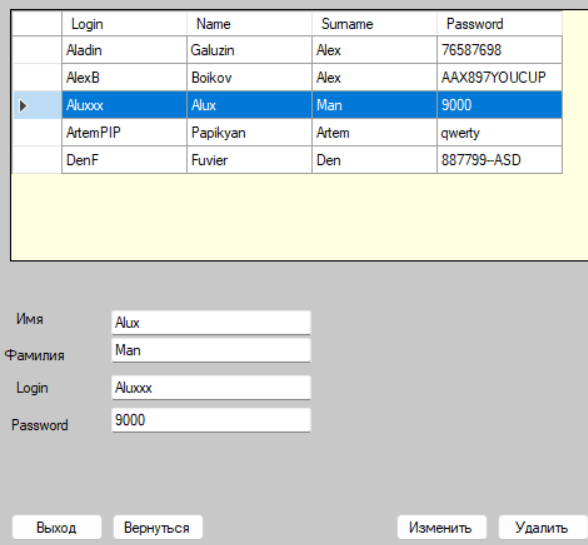 Login Name Surname Password
Aladin Galuzin Alex 76587698
AlexB Boikov Alex AAX897YOUCUP
Aluxxx Alux Man 9000
ArtemPIP Papikyan Artem qwerty
DenF Fuvier Den 887799--ASD
Имя Alux
Фамилия Man
Login Aluxxx
Password 9000
Выход Вернуться Изменить Удалить